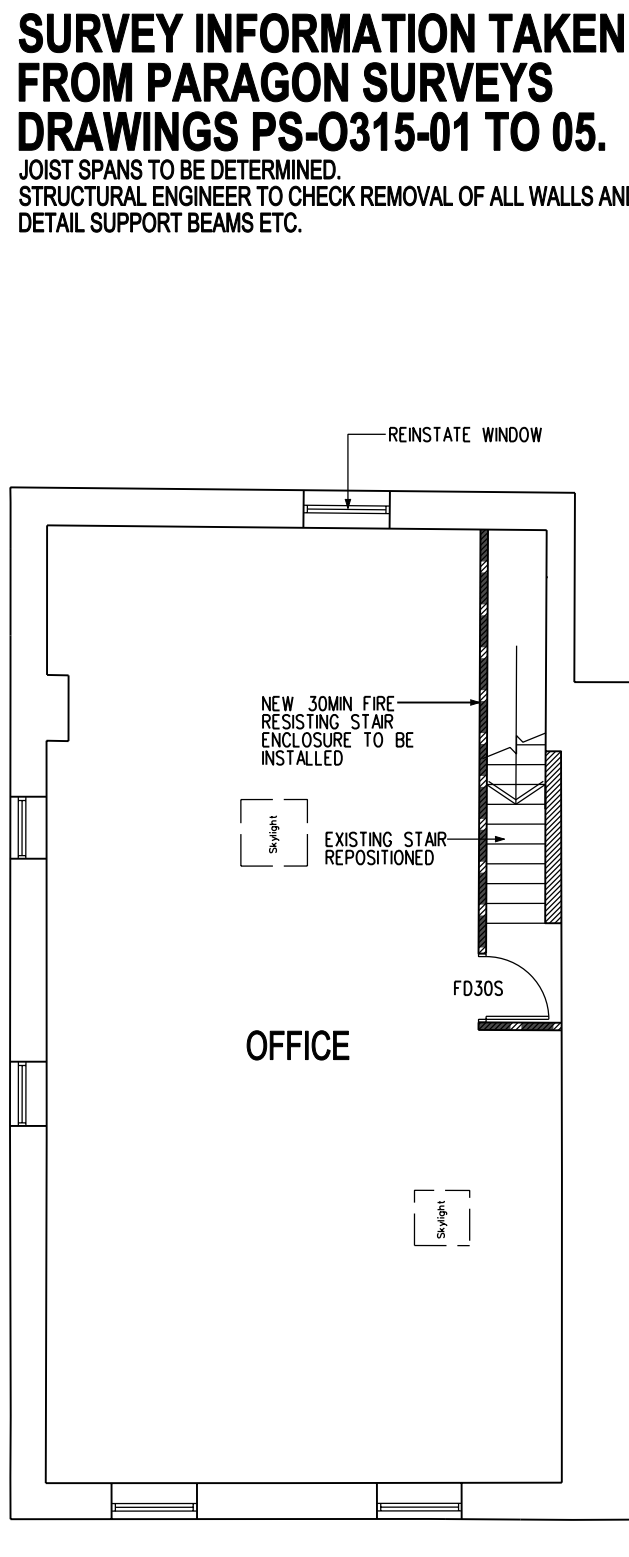 SURVEY INFORMATION TAKEN
FROM PARAGON SURVEYS
DRAWINGS PS-O315-01 TO 05.
JOIST SPANS TO BE DETERMINED.
STRUCTURAL ENGINEER TO CHECK REMOVAL OF ALL WALLS AND
DETAIL SUPPORT BEAMS ETC.
REINSTATE WINDOW
NEW 30MIN FIRE
RESISTING STAIR
ENCLOSURE TO BE
INSTALLED
Skylight
EXISTING STAIR
REPOSITIONED
FD30S
OFFICE
Skylight